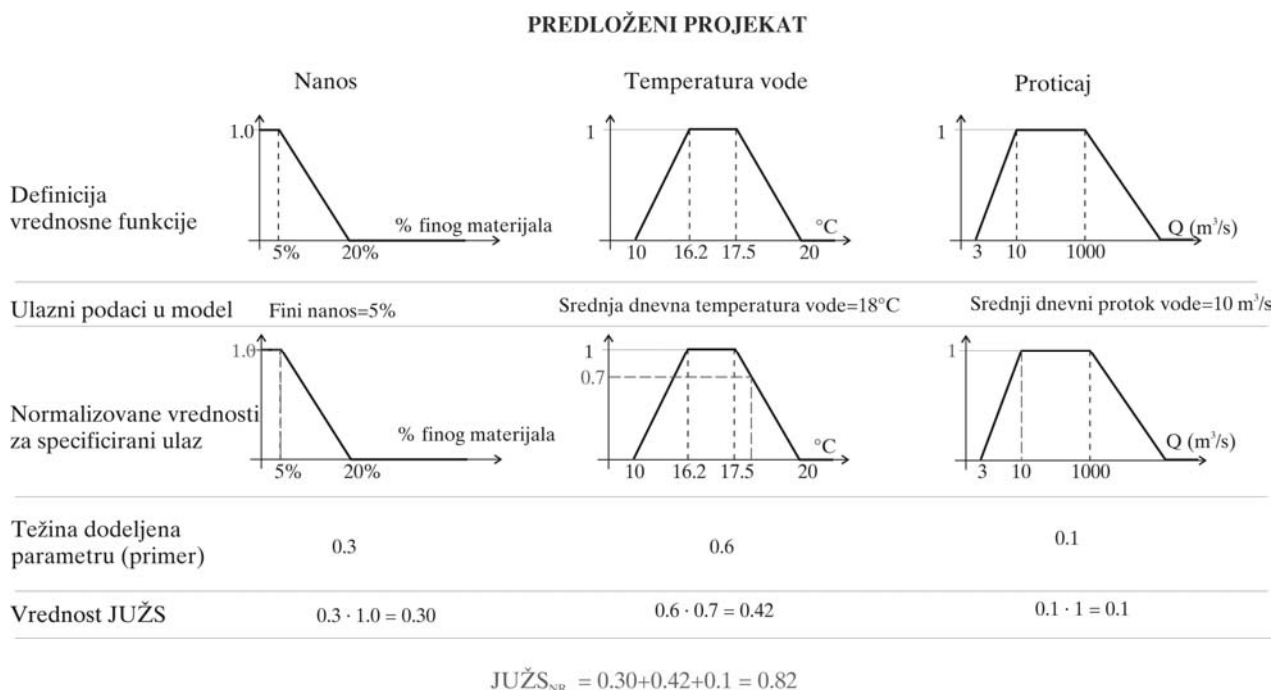 PREDLOŽENI PROJEKAT
Nanos
Temperatura vode
Proticaj
1.0
1
1
Definicija
vrednosne funkcije
% finog materijala
°C
Q (m³/s)
5%
20%
10
16.2
17.5
20
3
10
1000
Ulazni podaci u model
Fini nanos=5%
Srednja dnevna temperatura vode=18°C
Srednji dnevni protok vode=10 m³/s
1.0
1
0.7
1
Normalizovane vrednosti
za specificirani ulaz
% finog materijala
°C
Q (m³/s)
5%
20%
10
16.2
17.5
20
3
10
1000
Težina dodeljena
parametru (primer)
0.3
0.6
0.1
Vrednost JUŽS
0.3 · 1.0 = 0.30
0.6 · 0.7 = 0.42
0.1 · 1 = 0.1
JUŽS_NR = 0.30+0.42+0.1 = 0.82